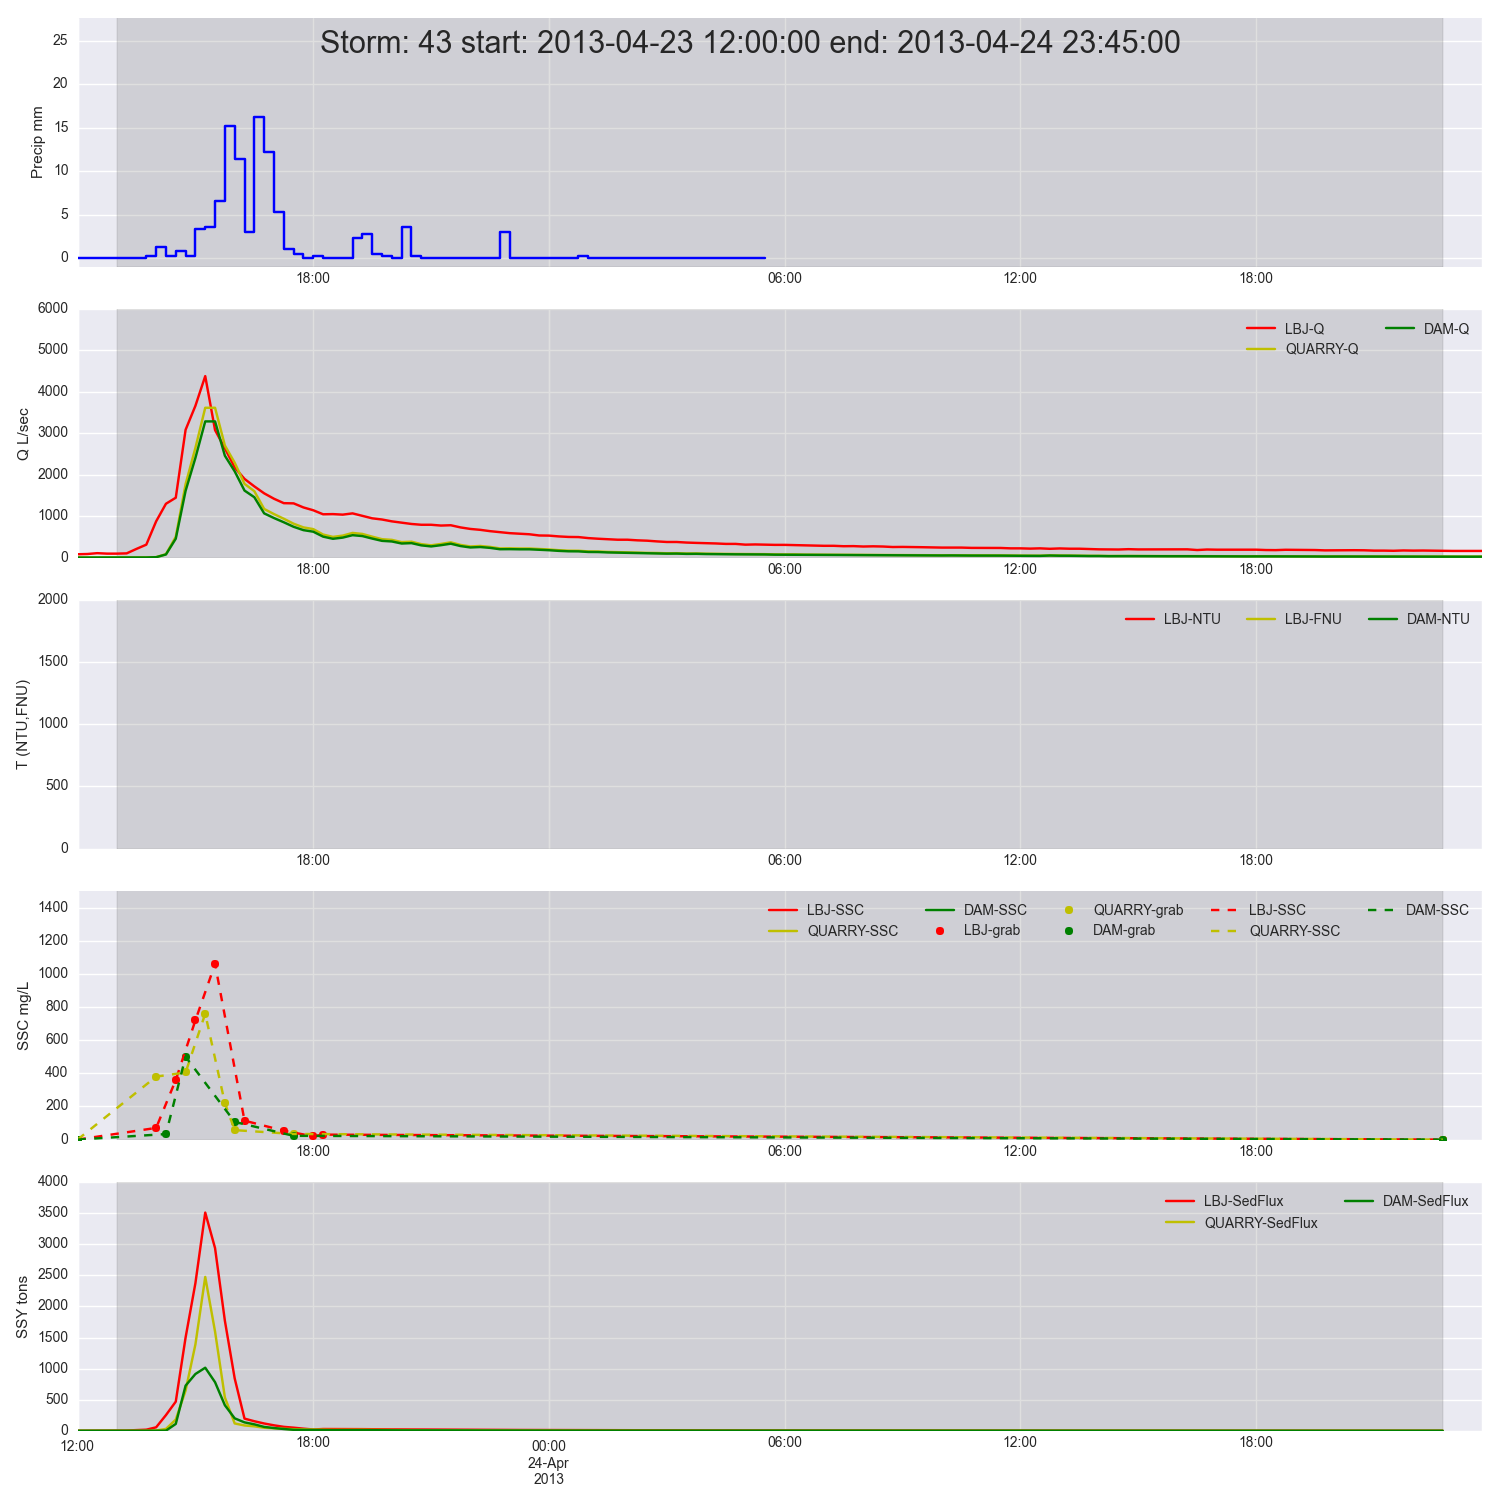 Storm: 43 start: 2013-04-23 12:00:00 end: 2013-04-24 23:45:00
Precip mm
25
20
15
10
5
0
18:00 06:00 12:00 18:00
Q L/sec
6000
5000
4000
3000
2000
1000
0
LBJ-Q DAM-Q
QUARRY-Q
18:00 06:00 12:00 18:00
T (NTU,FNU)
2000
1500
1000
500
0
LBJ-NTU LBJ-FNU DAM-NTU
18:00 06:00 12:00 18:00
SSC mg/L
1400
1200
1000
800
600
400
200
0
LBJ-SSC DAM-SSC QUARRY-grab LBJ-SSC DAM-SSC
QUARRY-SSC LBJ-grab DAM-grab QUARRY-SSC
18:00 06:00 12:00 18:00
SSY tons
4000
3500
3000
2500
2000
1500
1000
500
0
LBJ-SedFlux DAM-SedFlux
QUARRY-SedFlux
12:00 18:00 00:00 06:00 12:00 18:00
24-Apr
2013